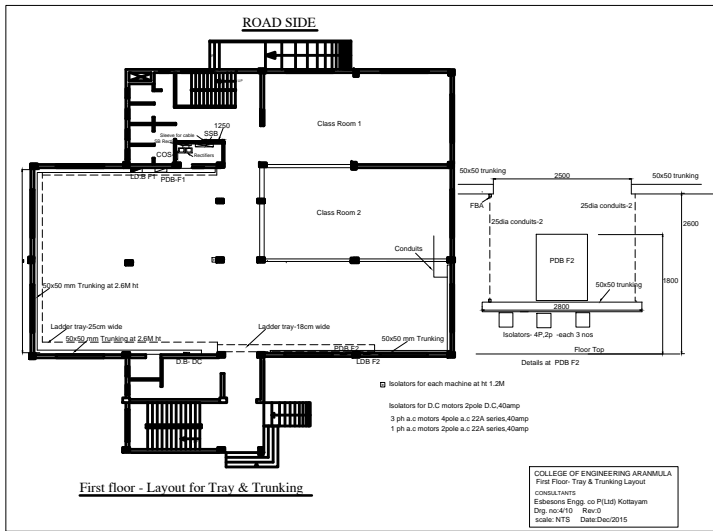 ROAD SIDE
UP
Class Room 1
1250
Sleeve for cable
SSB
COS
Rectifiers
LDB F1
PDB-F1
Class Room 2
Conduits
50x50 mm Trunking at 2.6M ht
Ladder tray-25cm wide
Ladder tray-18cm wide
50x50 mm Trunking at 2.6M ht
50x50 mm Trunking
PDB F2
D.B- DC
LDB F2
50x50 trunking
2500
50x50 trunking
FBA
25dia conduits-2
25dia conduits-2
2600
PDB F2
1800
50x50 trunking
2800
Isolators- 4P,2p -each 3 nos
Floor Top
Details at PDB F2
Isolators for each machine at ht 1.2M
Isolators for D.C motors 2pole D.C,40amp
3 ph a.c motors 4pole a.c 22A series,40amp
1 ph a.c motors 2pole a.c 22A series,40amp
First floor - Layout for Tray & Trunking
COLLEGE OF ENGINEERING ARANMULA
First Floor- Tray & Trunking Layout
CONSULTANTS
Esbesons Engg. co P(Ltd) Kottayam
Drg. no:4/10 Rev:0
scale: NTS Date:Dec/2015